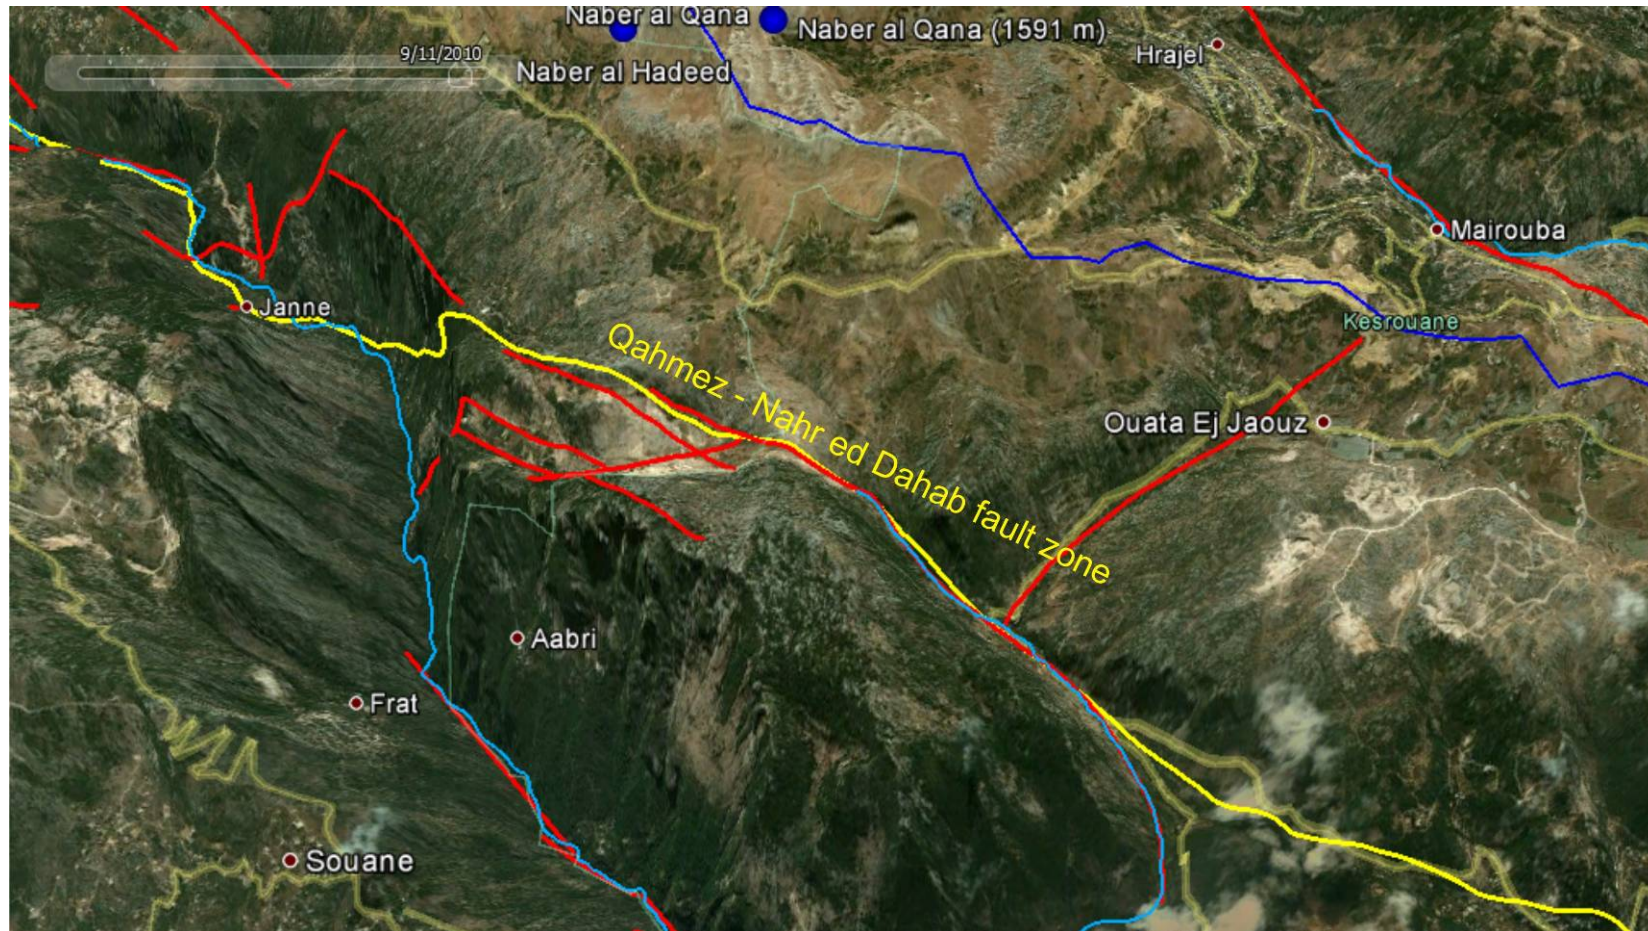 Naber al Qana
Naber al Qana (1591 m)
Hrajel
9/11/2010
Naber al Hadeed
Mairouba
Janne
Kesrouane
Qahmez - Nahr ed Dahab fault zone
Ouata Ej Jaouz
Aabri
Frat
Souane